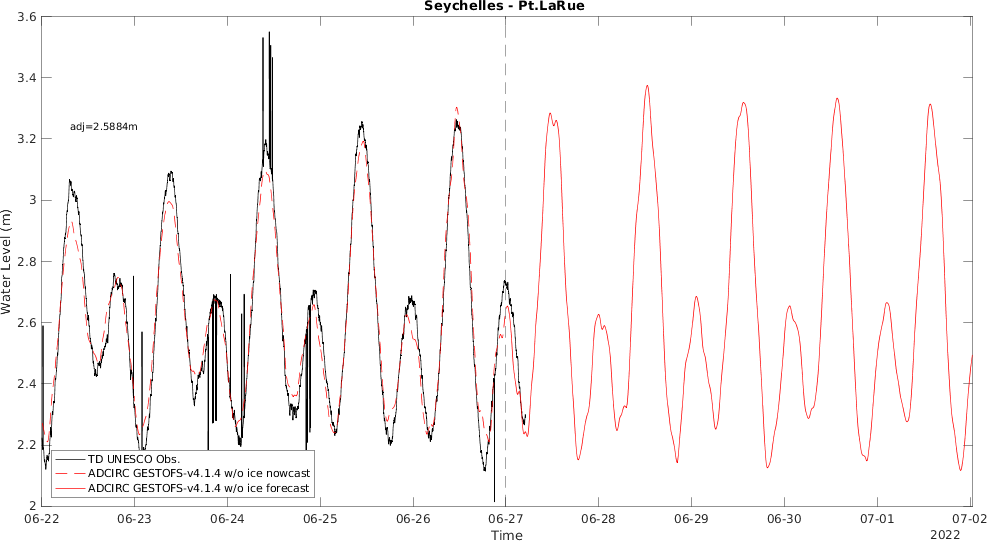 Seychelles - Pt.LaRue
3.6
3.4
3.2
3
2.8
2.6
2.4
2.2
2
Water Level (m)
adj=2.5884m
TD UNESCO Obs.
ADCIRC GESTOFS-v4.1.4 w/o ice nowcast
ADCIRC GESTOFS-v4.1.4 w/o ice forecast
06-22 06-23 06-24 06-25 06-26 06-27 06-28 06-29 06-30 07-01 07-02
Time
2022